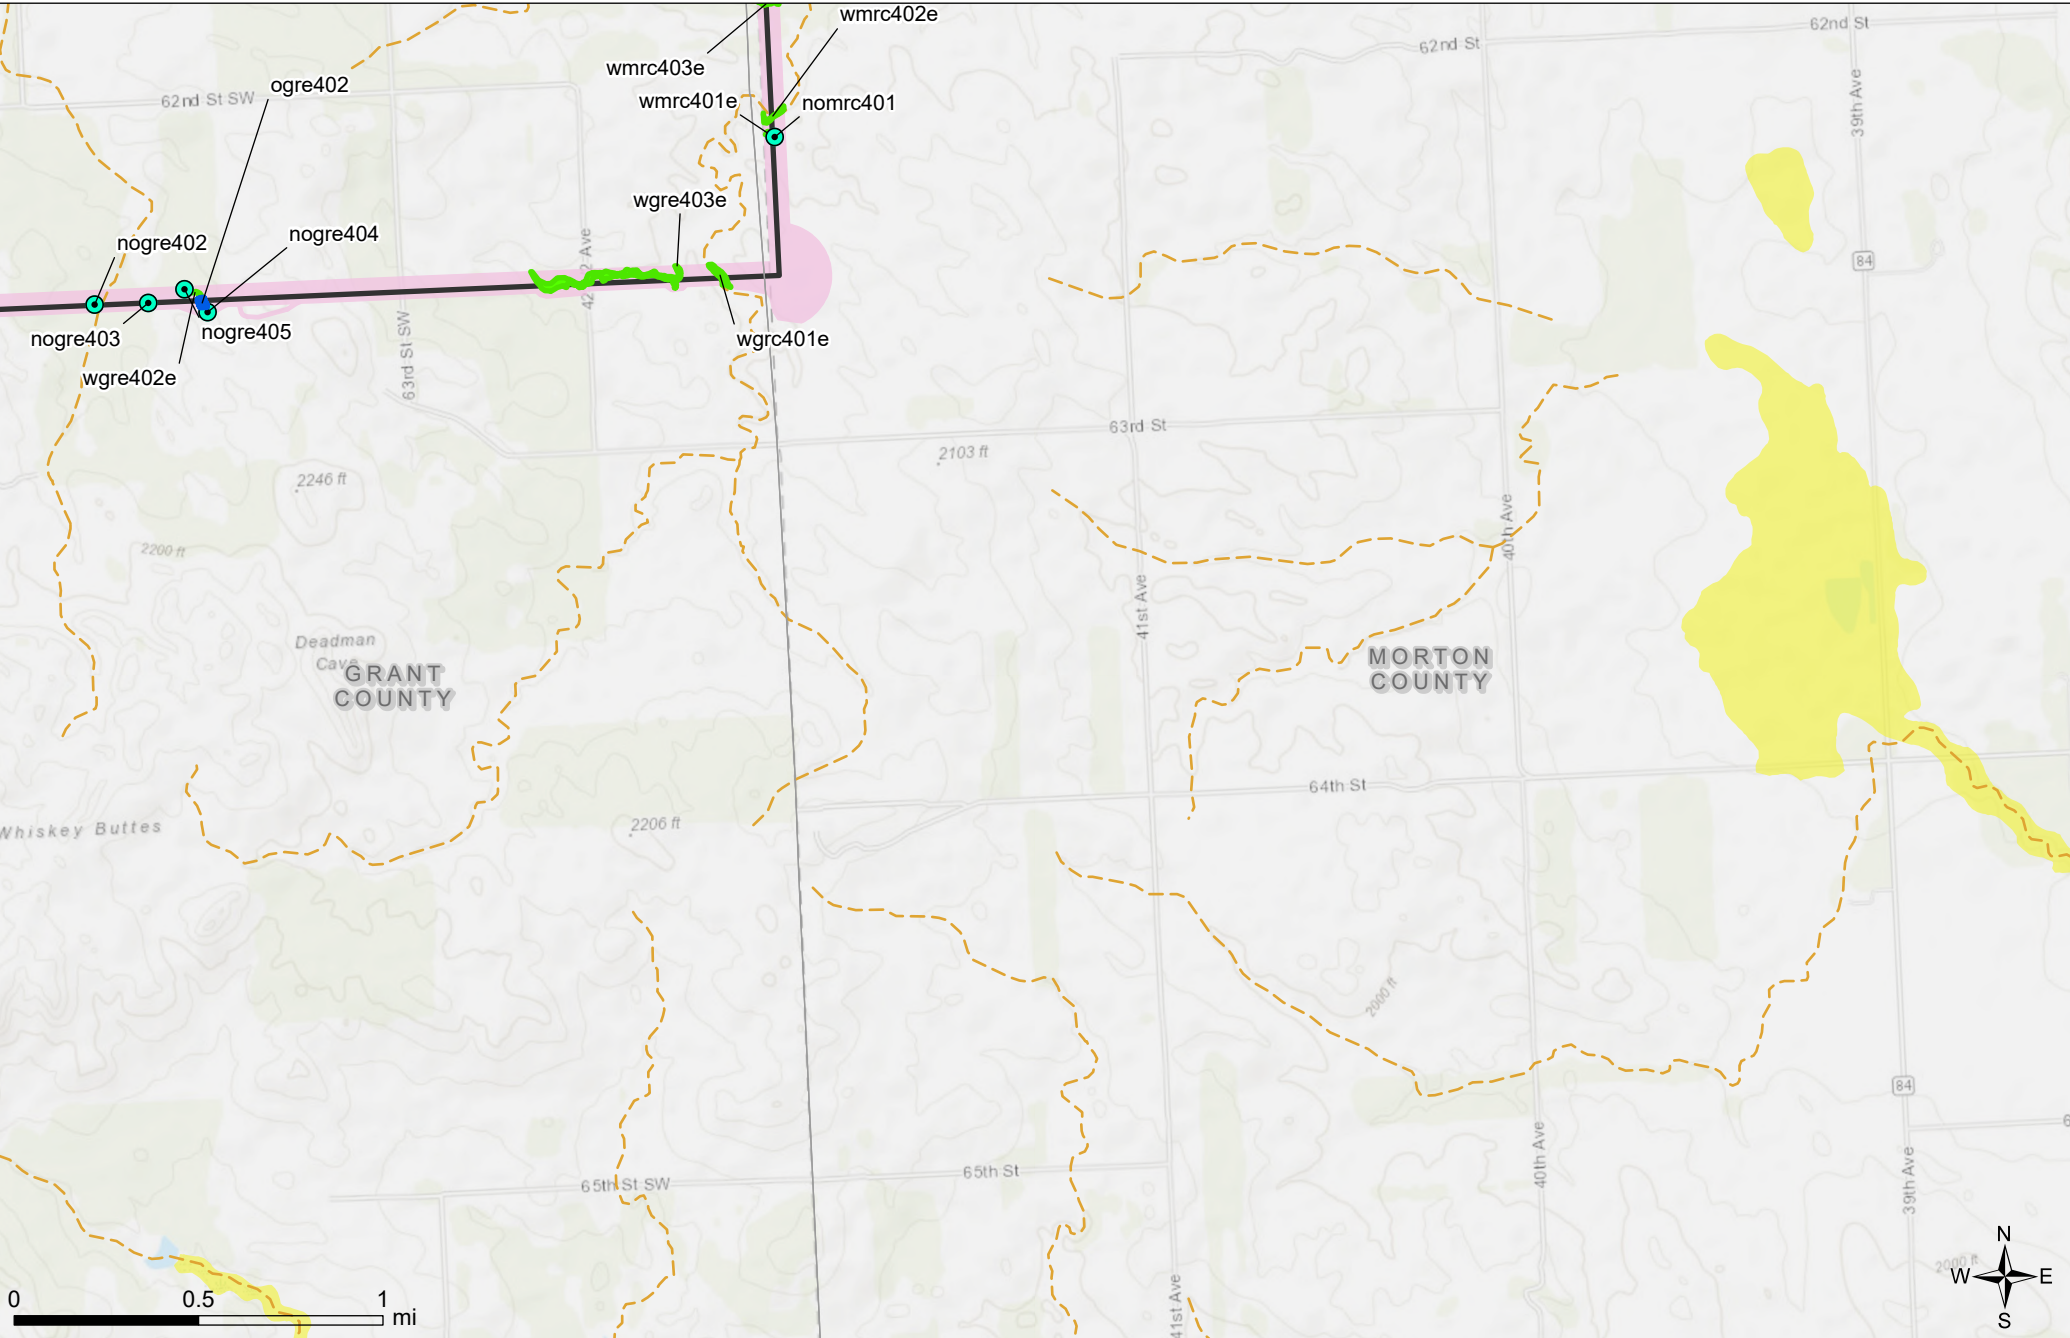 wmrc402e
62nd St
62nd St
wmrc403e
ogre402
wmrc401e
nomrc401
62nd St SW
39th Ave
wgre403e
nogre404
nogre402
84
nogre403
nogre405
wgrc401e
wgre402e
63rd St SW
63rd St
2103 ft
2246 ft
40th Ave
2200 ft
41st Ave
Deadman
Cave
GRANT
COUNTY
MORTON
COUNTY
64th St
Whiskey Buttes
2206 ft
2000 ft
84
40th Ave
39th Ave
65th St
65th St SW
41st Ave
2000 ft
N
W E
S
0 0.5 1
mi